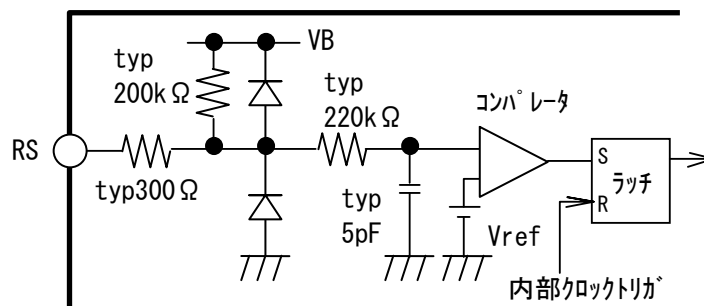 VB
typ
200kΩ
typ
220kΩ
コンパレータ
RS
typ300Ω
typ
5pF
Vref
S
ラッチ
R
内部クロックトリガ